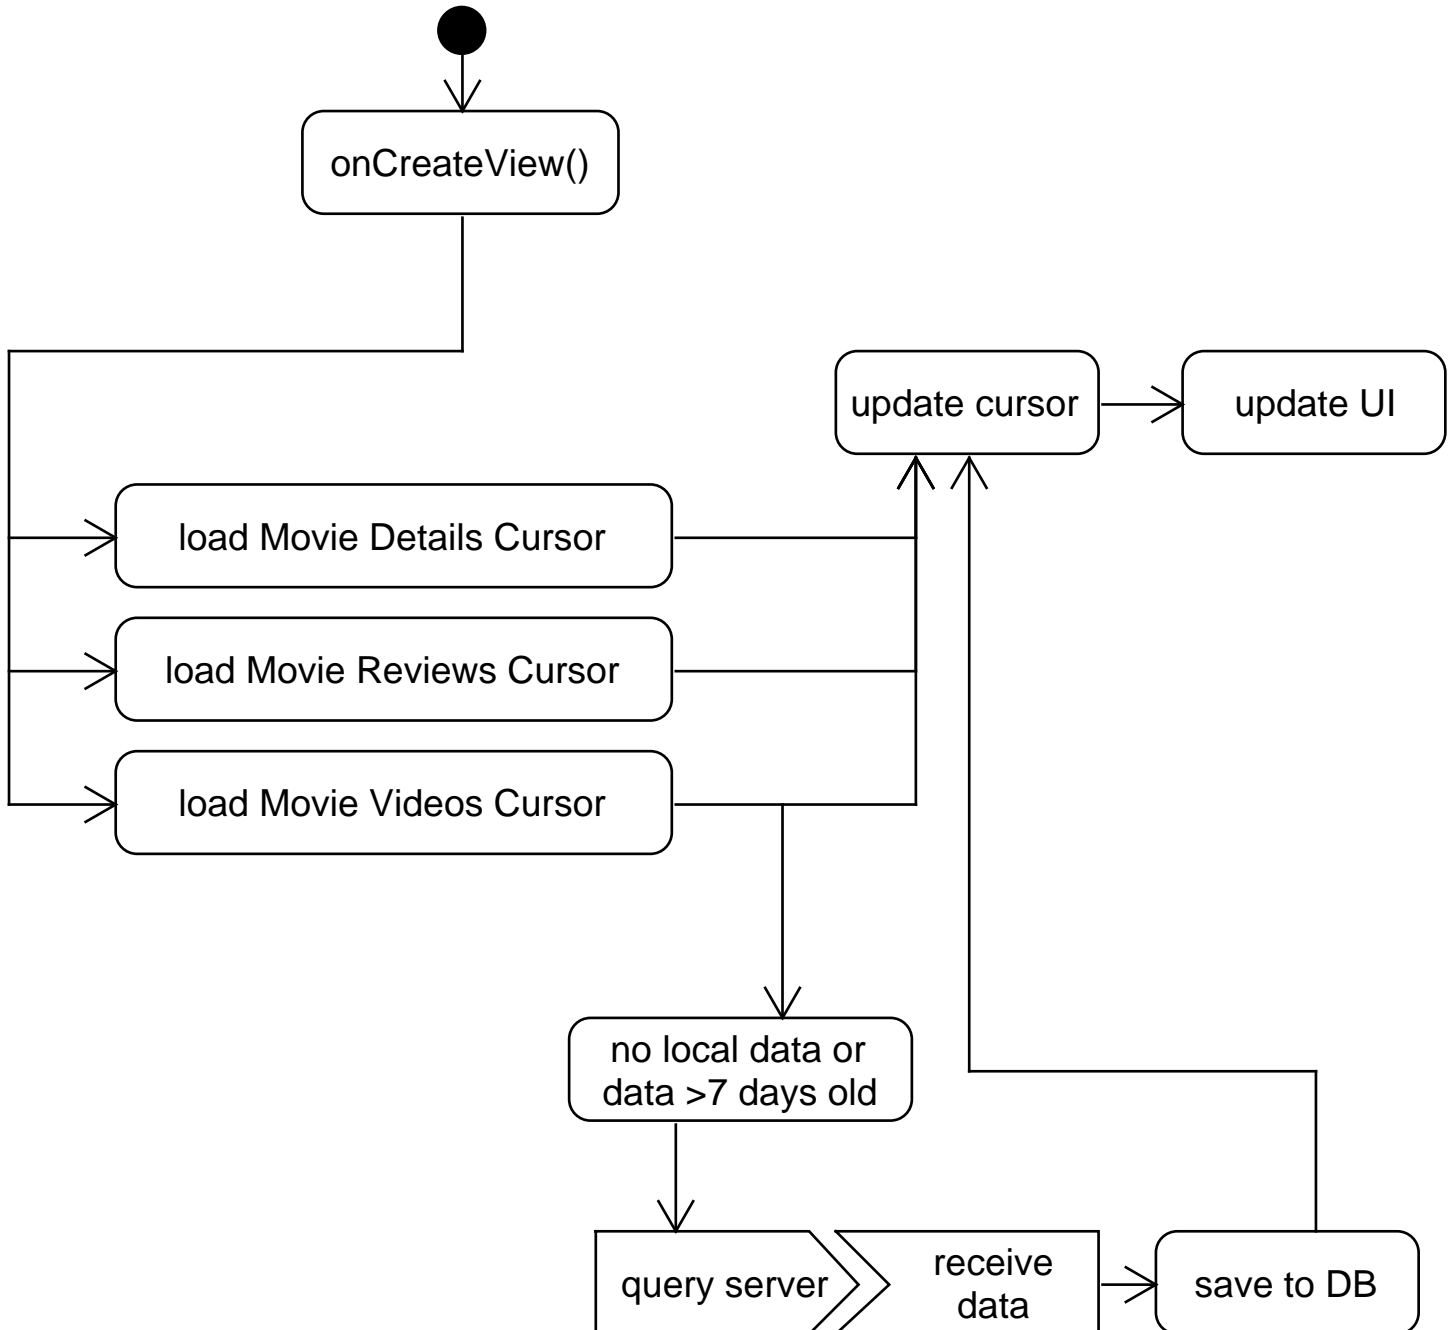 onCreateView()
update cursor
update UI
load Movie Details Cursor
load Movie Reviews Cursor
load Movie Videos Cursor
no local data or
data >7 days old
query server
receive
data
save to DB